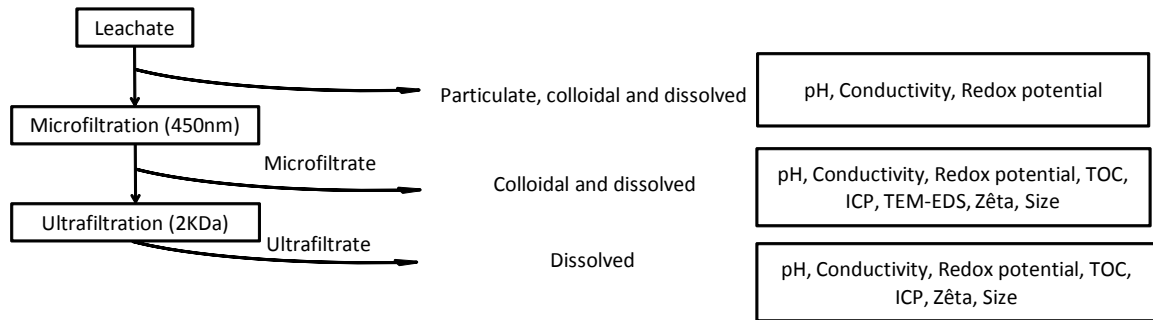 Leachate
Particulate, colloidal and dissolved
pH, Conductivity, Redox potential
Microfiltration (450nm)
Microfiltrate
Colloidal and dissolved
pH, Conductivity, Redox potential, TOC,
ICP, TEM-EDS, Zêta, Size
Ultrafiltration (2KDa)
Ultrafiltrate
Dissolved
pH, Conductivity, Redox potential, TOC,
ICP, Zêta, Size